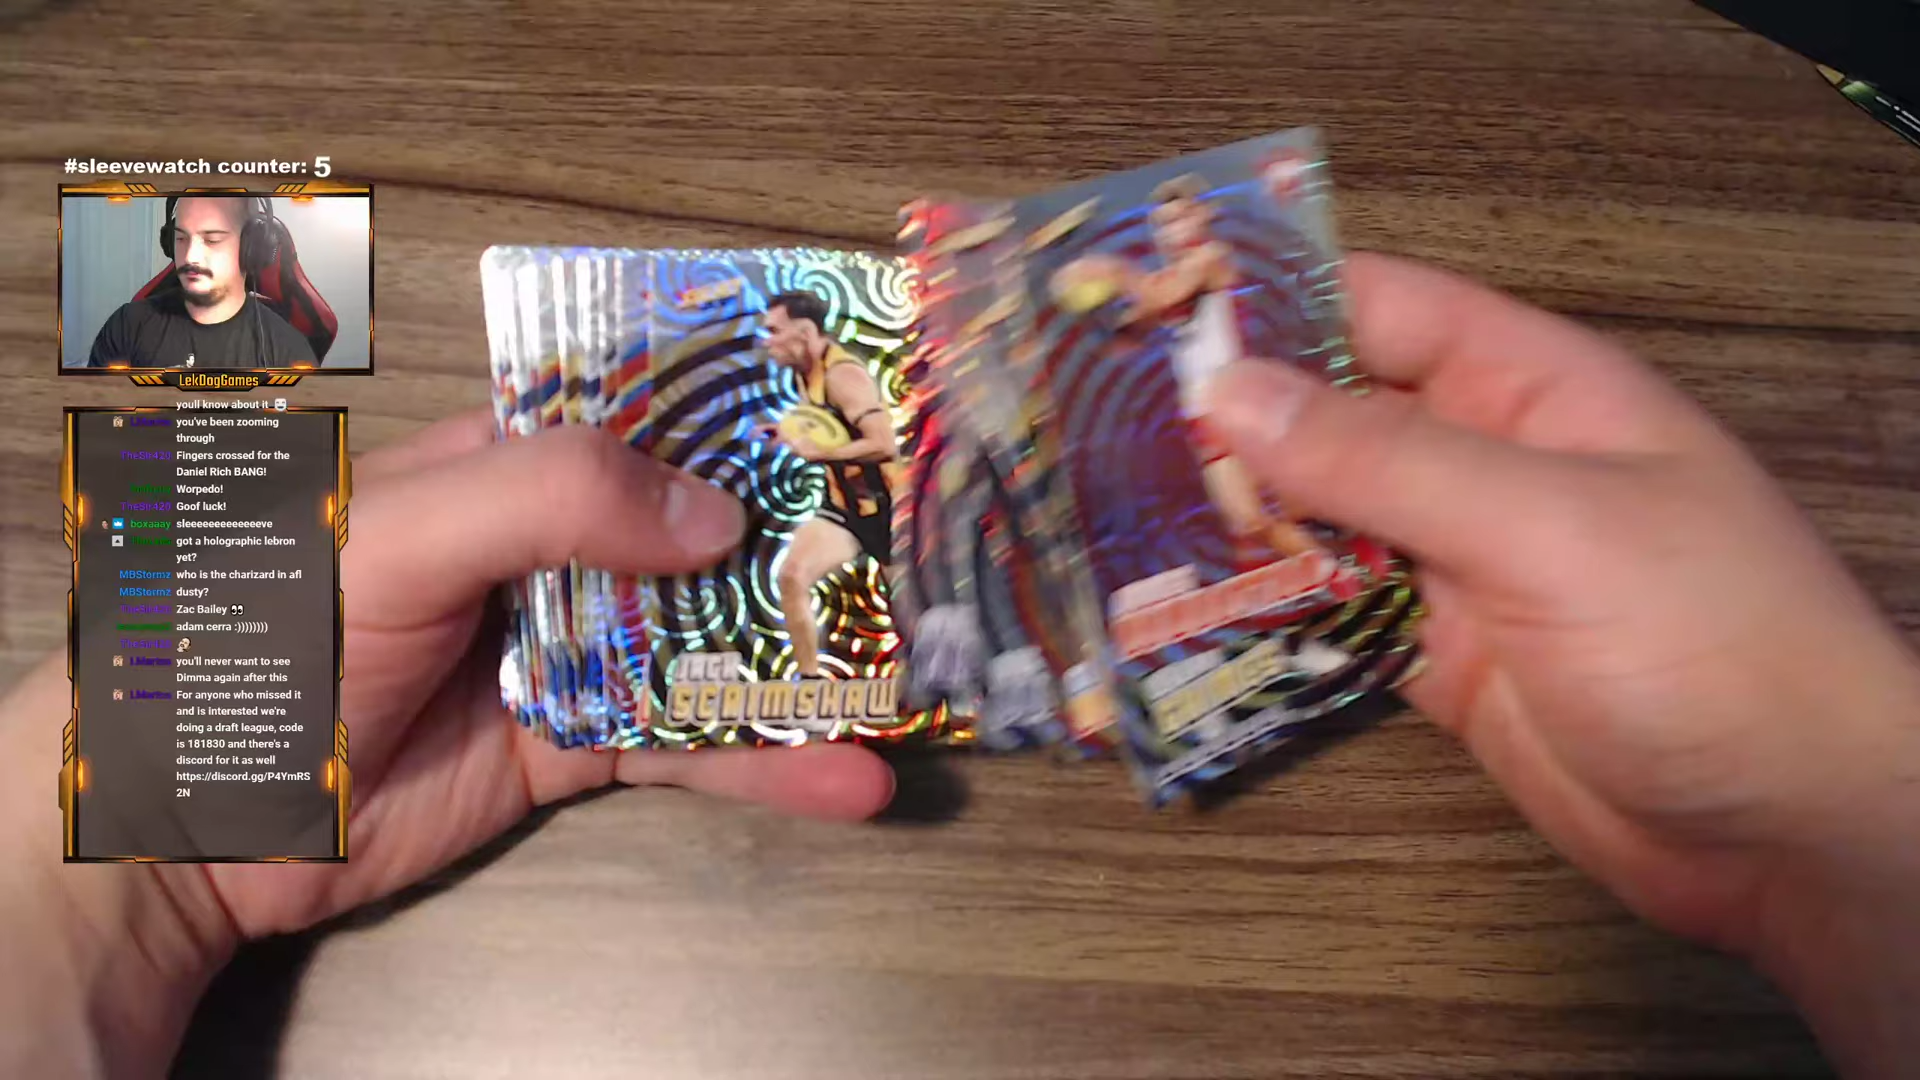 #sleevewatch counter: 5
LekDogGames
youll know about it
you've been zooming
through
TheSir420 Fingers crossed for the
Daniel Rich BANG!
Worpedo!
TheSir420 Goof luck!
boxaaay sleeeeeeeeeeeeeve
got a holographic lebron
yet?
MBStormz who is the charizard in afl
MBStormz dusty?
Zac Bailey
adam cerra :))))))))
you'll never want to see
Dimma again after this
For anyone who missed it
and is interested we're
doing a draft league, code
is 181830 and there's a
discord for it as well
https://discord.gg/P4YmRS
2N
JACK
SCRIMSHAW